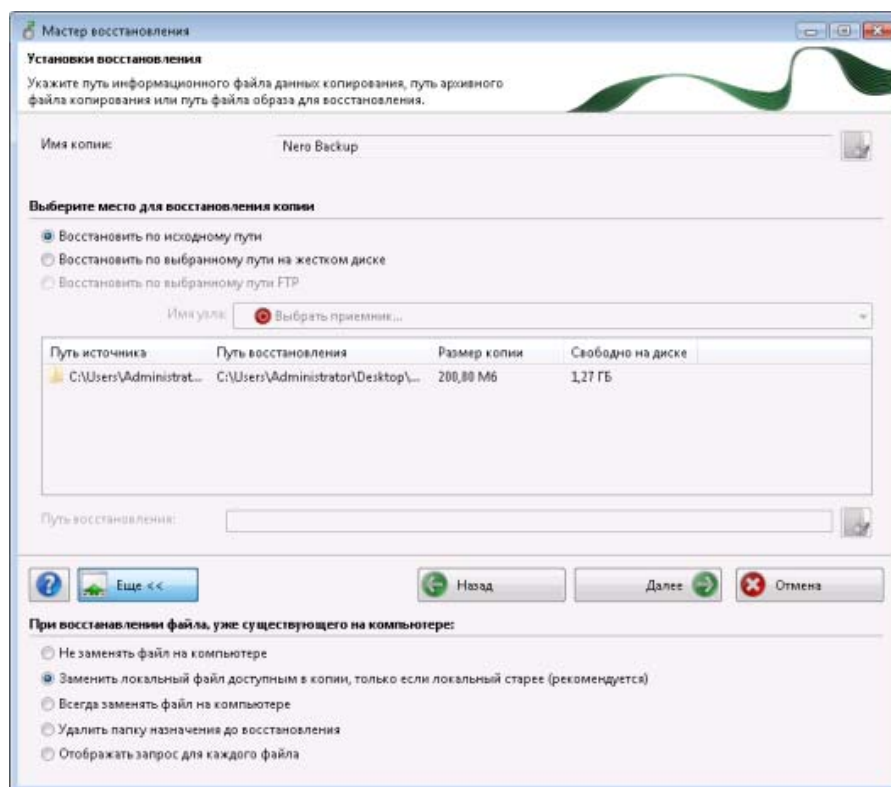 Мастер восстановления
Установки восстановления
Укажите путь информационного файла данных копирования, путь архивного
файла копирования или путь файла образа для восстановления.
Имя копии: Nero Backup
Выберите место для восстановления копии
Восстановить по исходному пути
Восстановить по выбранному пути на жестком диске
Восстановить по выбранному пути FTP
Имя узла: Выбрать приемник...
Путь источника Путь восстановления Размер копии Свободно на диске
C:\Users\Administrat... C:\Users\Administrator\Desktop\... 200,80 Мб 1,27 ГБ
Путь восстановления:
Еще << Назад Далее Отмена
При восстанавлении файла, уже существующего на компьютере:
Не заменять файл на компьютере
Заменить локальный файл доступным в копии, только если локальный старее (рекомендуется)
Всегда заменять файл на компьютере
Удалить папку назначения до восстановления
Отображать запрос для каждого файла